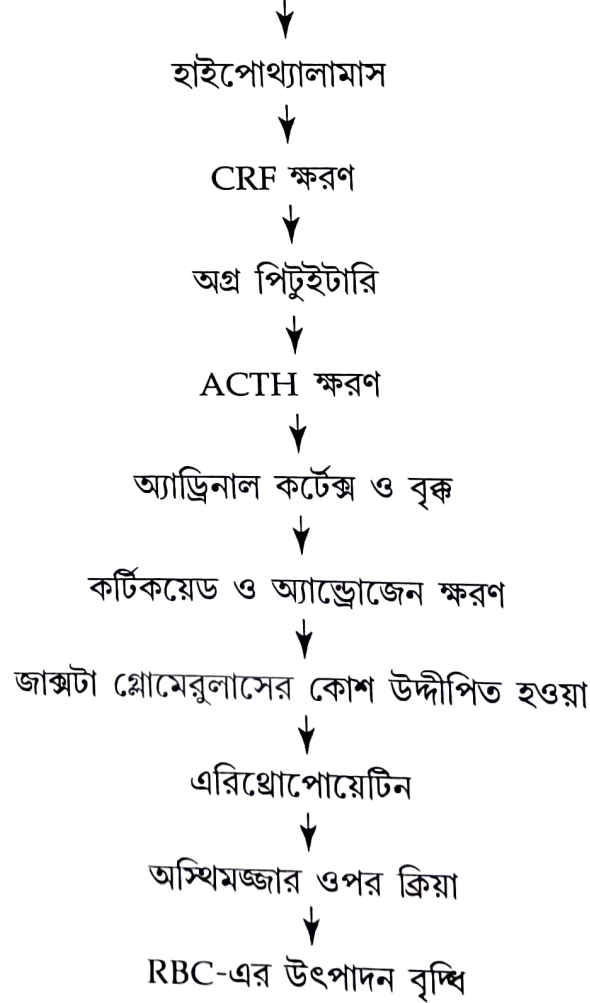 হাইপোথ্যালামাস
CRF ক্ষরণ
অগ্র পিটুইটারি
ACTH ক্ষরণ
অ্যাড্রিনাল কর্টেক্স ও বৃক্ক
কর্টিকয়েড ও অ্যান্ড্রোজেন ক্ষরণ
জাক্সটা গ্লোমেরুলাসের কোশ উদ্দীপিত হওয়া
এরিথ্রোপোয়েটিন
অস্থিমজ্জার ওপর ক্রিয়া
RBC-এর উৎপাদন বৃদ্ধি